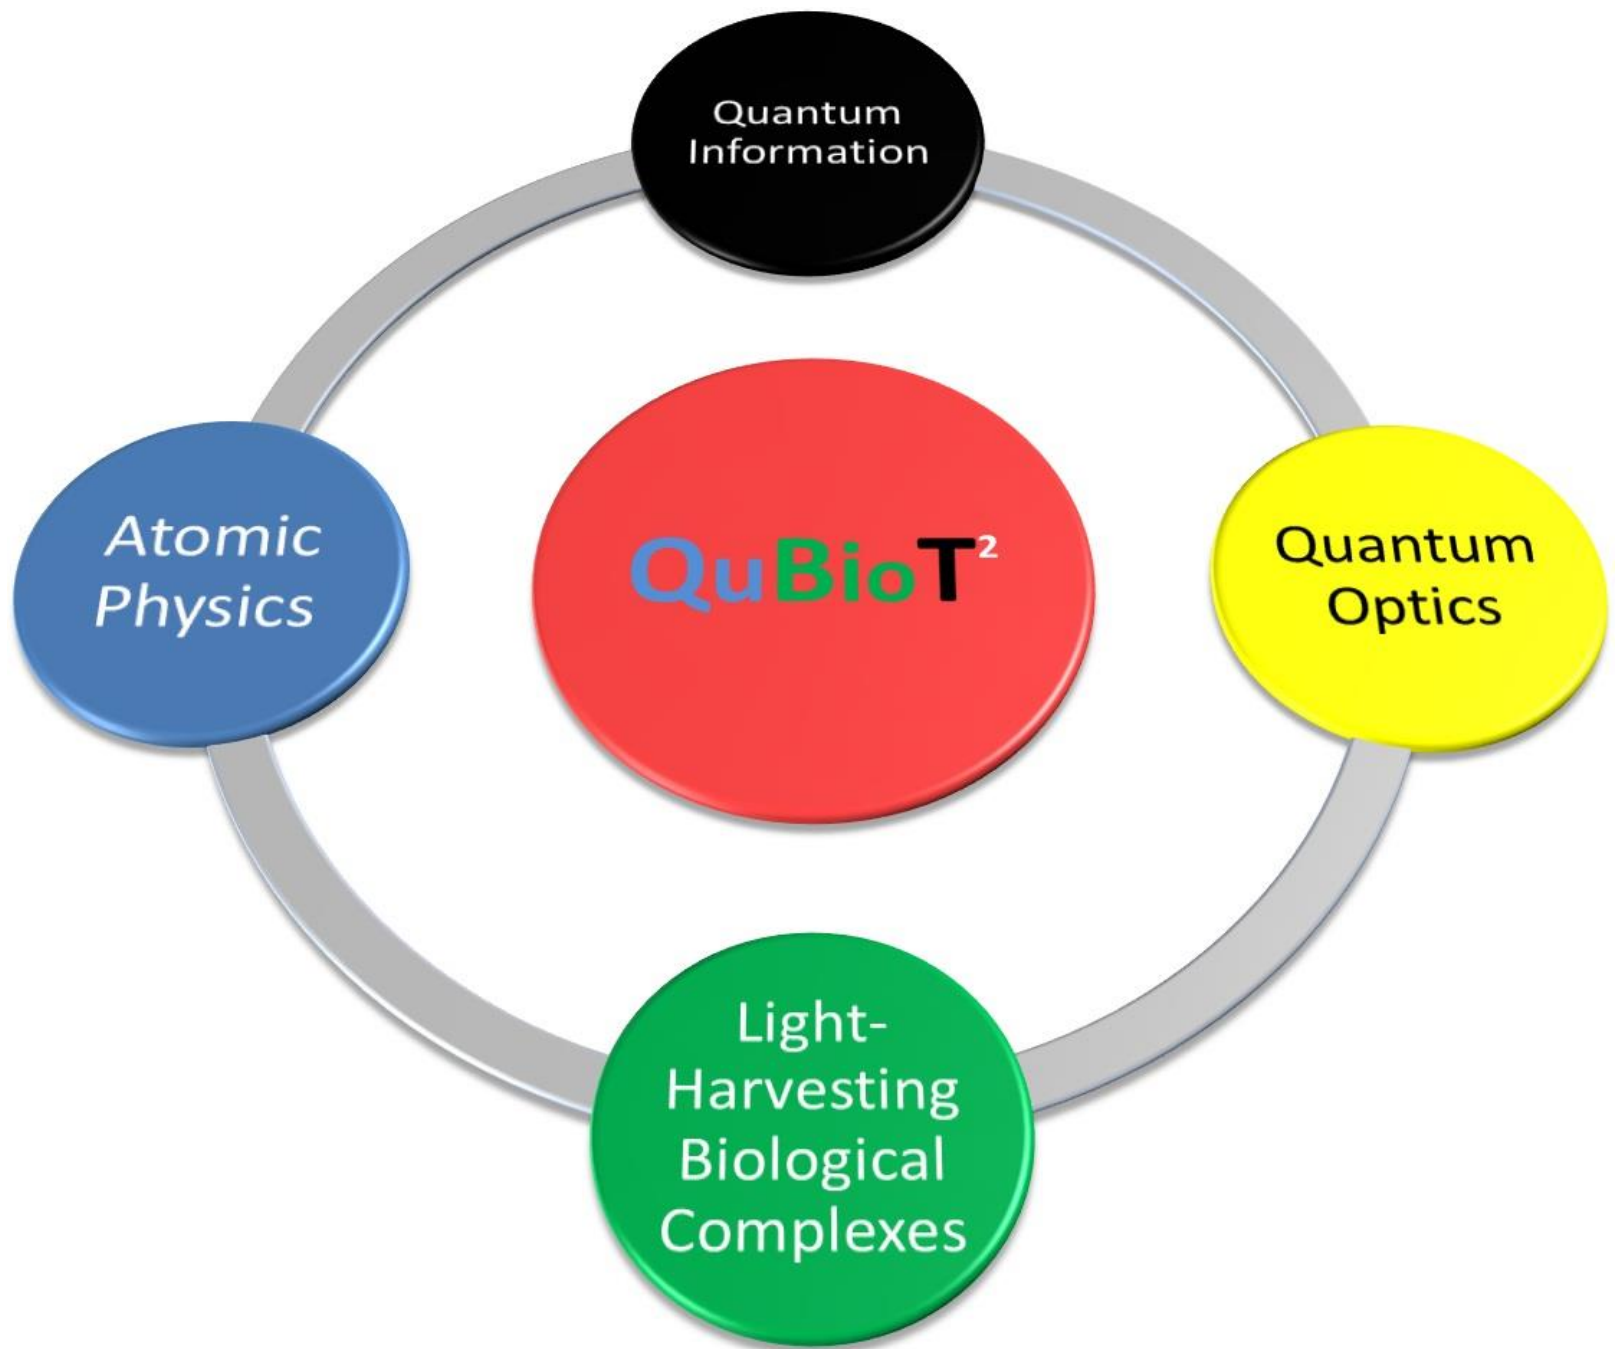 Quantum
Information
Atomic
Physics
QuBioT²
Quantum
Optics
Light-
Harvesting
Biological
Complexes